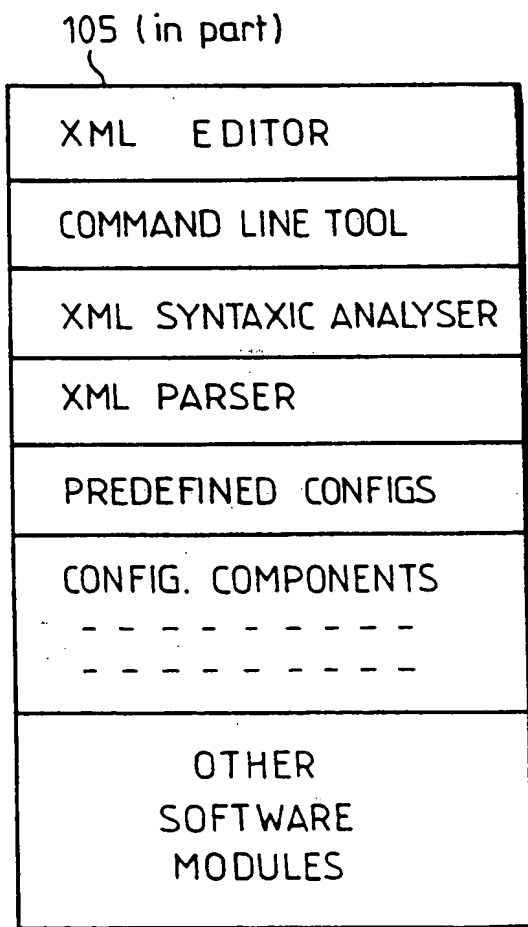 105 (in part)
XML EDITOR
COMMAND LINE TOOL
XML SYNTAXIC ANALYSER
XML PARSER
PREDEFINED CONFIGS
CONFIG. COMPONENTS
OTHER
SOFTWARE
MODULES